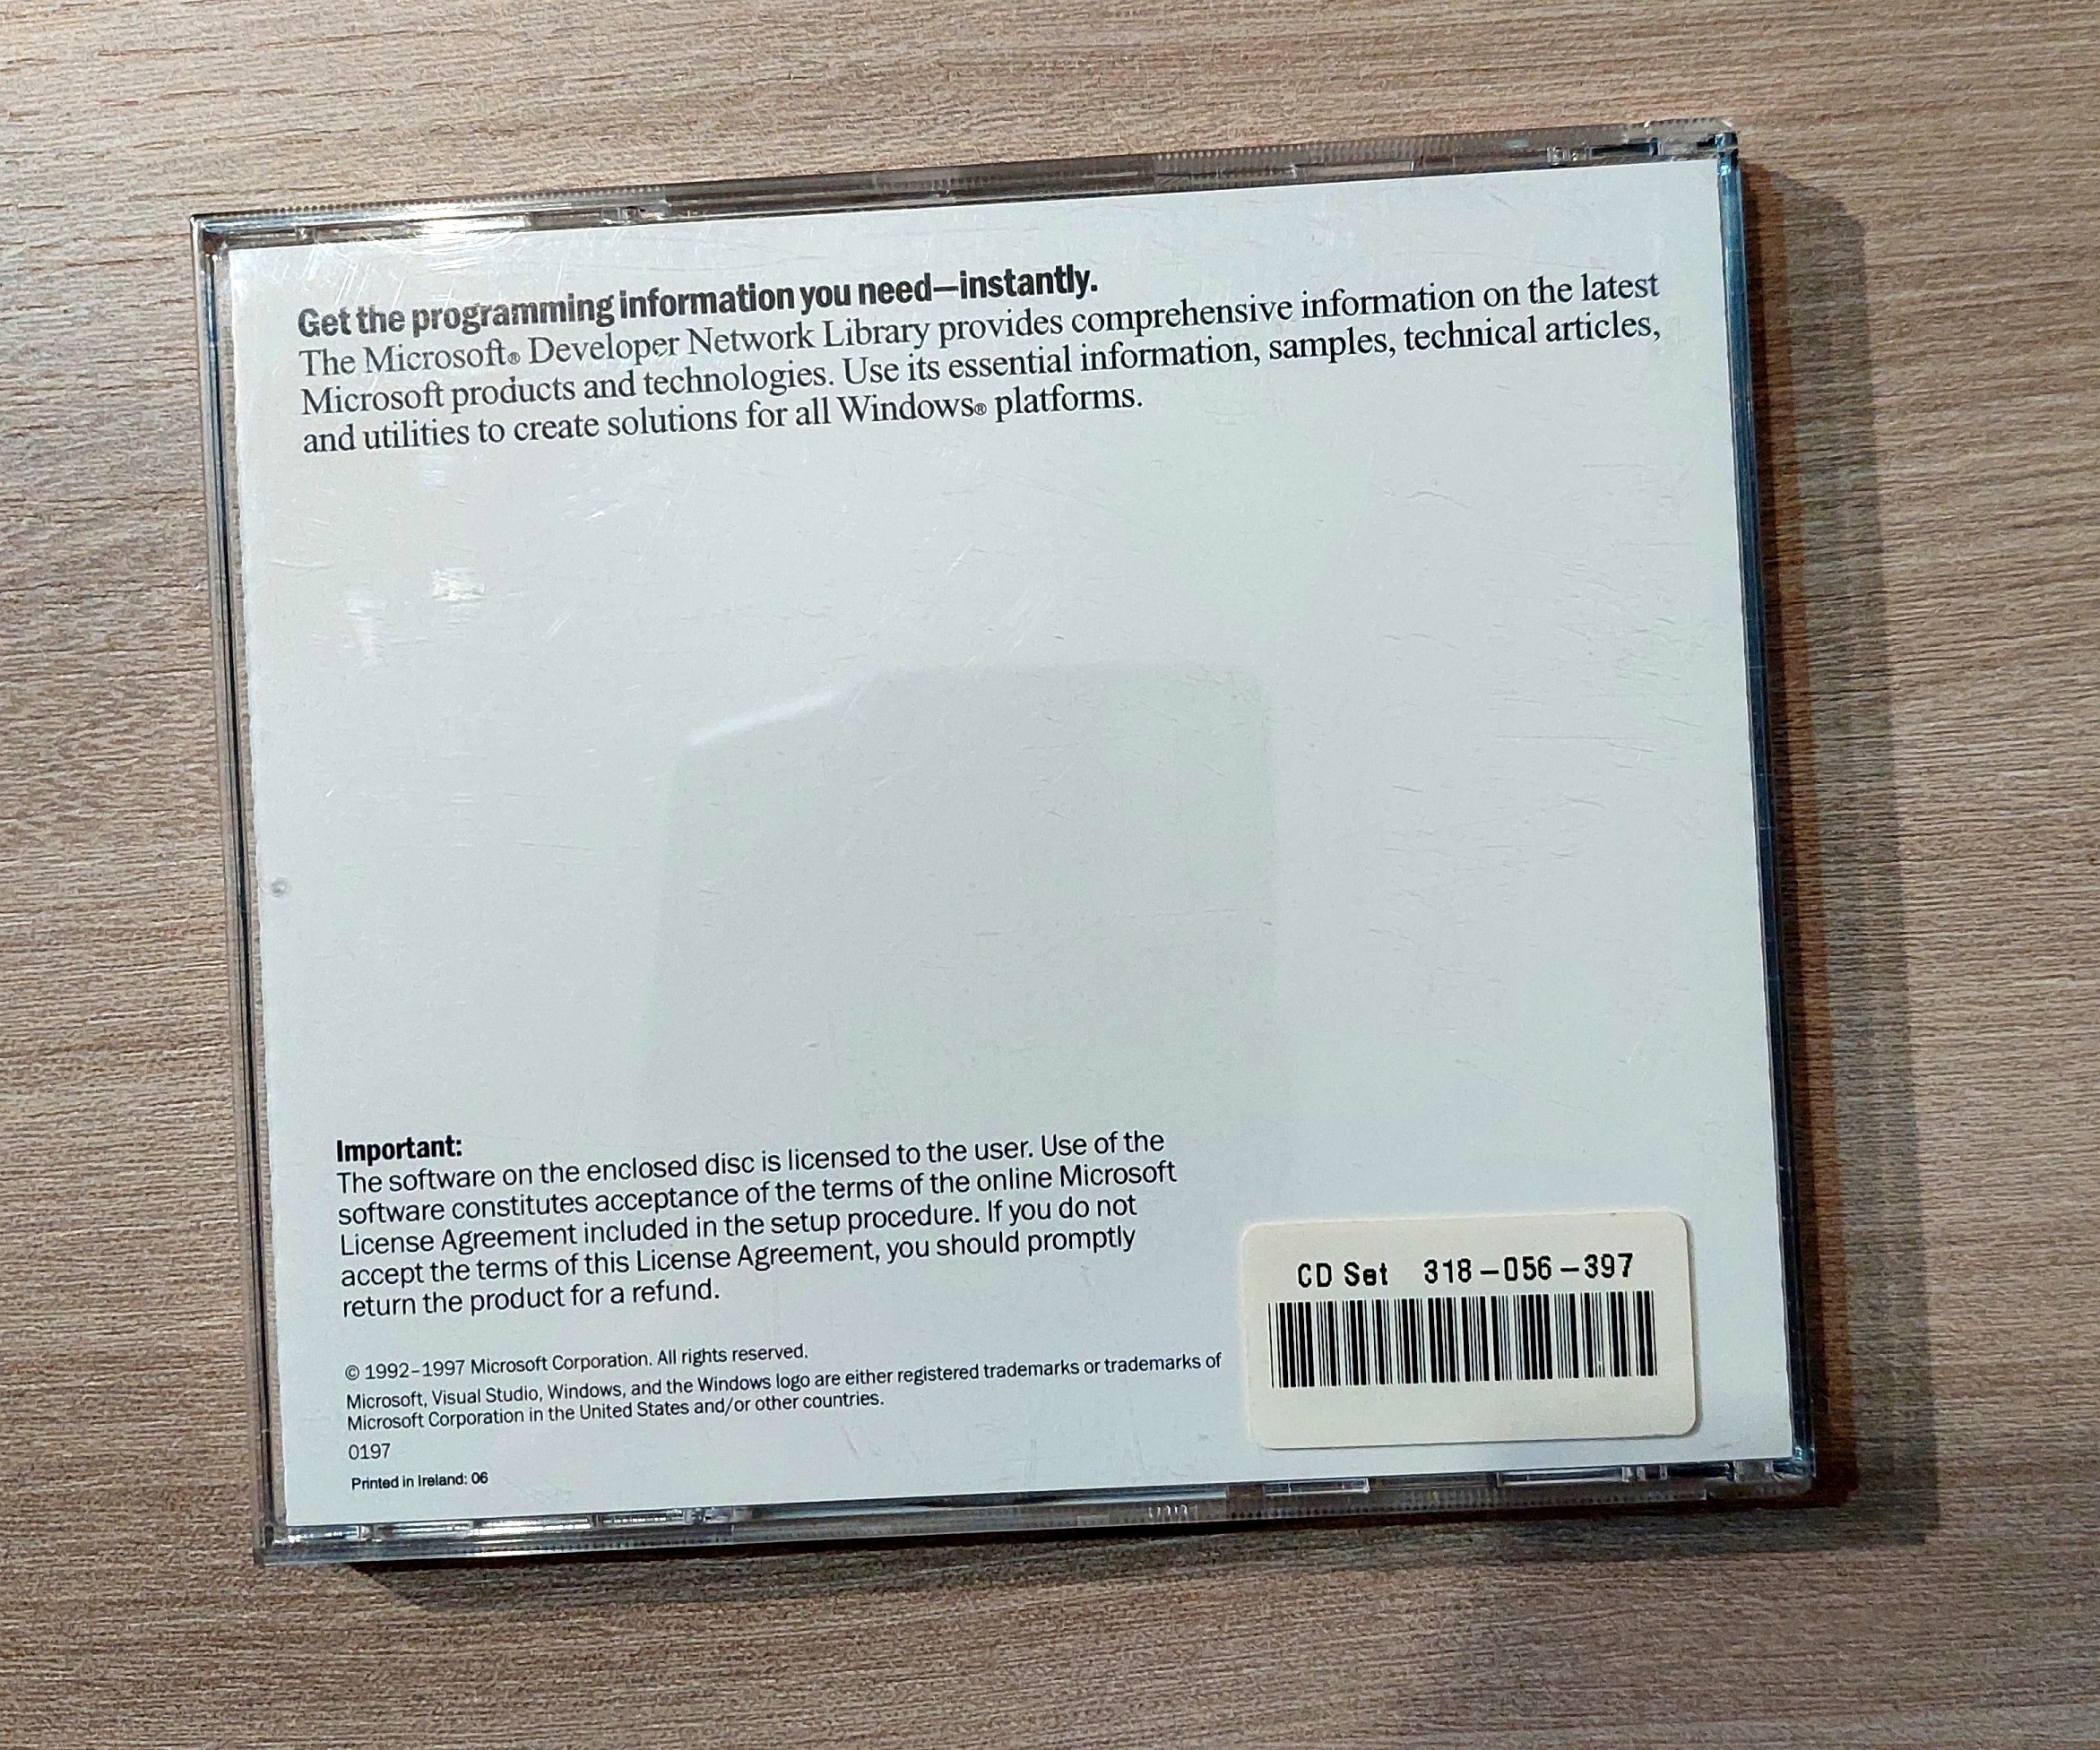 Get the programming information you need—instantly.
The Microsoft® Developer Network Library provides comprehensive information on the latest
Microsoft products and technologies. Use its essential information, samples, technical articles,
and utilities to create solutions for all Windows® platforms.
Important:
The software on the enclosed disc is licensed to the user. Use of the
software constitutes acceptance of the terms of the online Microsoft
License Agreement included in the setup procedure. If you do not
accept the terms of this License Agreement, you should promptly
return the product for a refund.
© 1992–1997 Microsoft Corporation. All rights reserved.
Microsoft, Visual Studio, Windows, and the Windows logo are either registered trademarks or trademarks of
Microsoft Corporation in the United States and/or other countries.
0197
Printed in Ireland: 06
CD Set 318-056-397